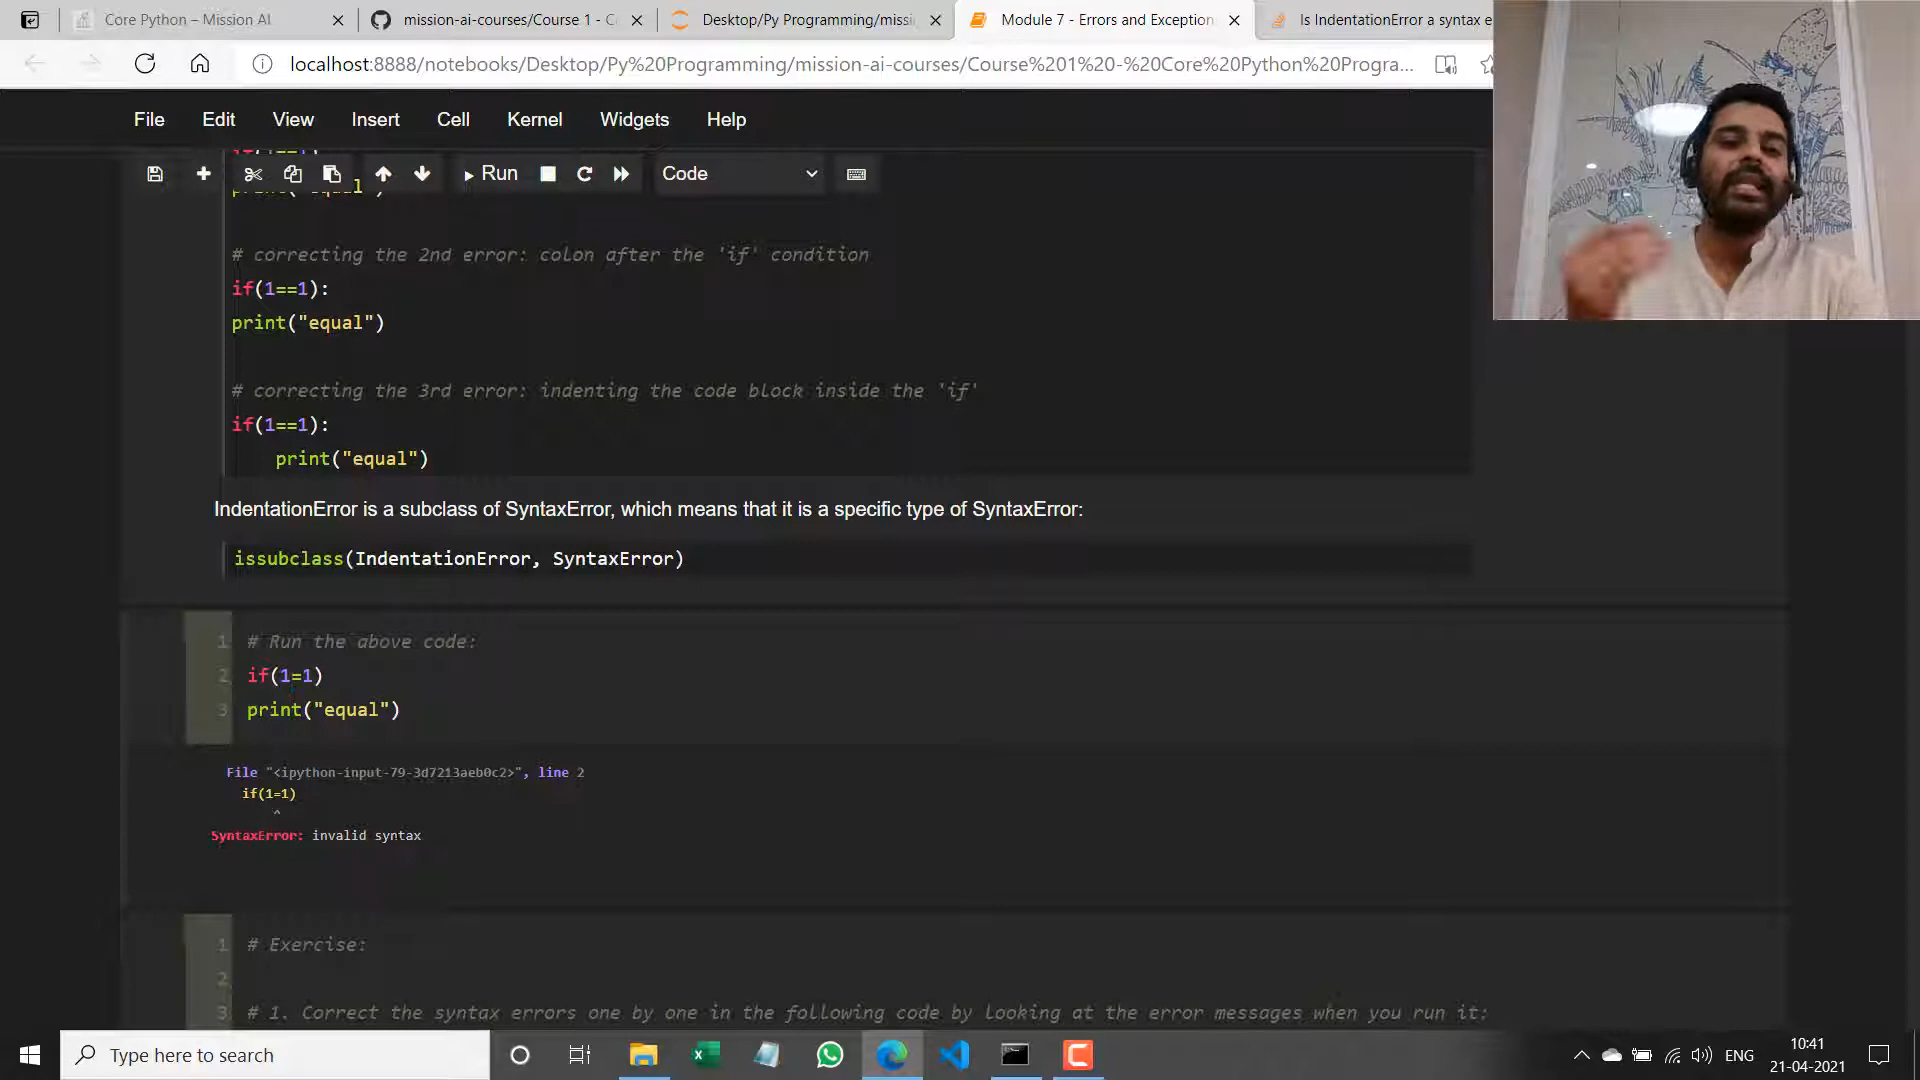 Core Python – Mission AI
mission-ai-courses/Course 1 - C
Desktop/Py Programming/missi
Module 7 - Errors and Exception
Is IndentationError a syntax e
localhost:8888/notebooks/Desktop/Py%20Programming/mission-ai-courses/Course%201%20-%20Core%20Python%20Progra...
File Edit View Insert Cell Kernel Widgets Help
Run
Code
# correcting the 2nd error: colon after the 'if' condition
if(1==1):
print("equal")
# correcting the 3rd error: indenting the code block inside the 'if'
if(1==1):
print("equal")
IndentationError is a subclass of SyntaxError, which means that it is a specific type of SyntaxError:
issubclass(IndentationError, SyntaxError)
1 # Run the above code:
2 if(1=1)
3 print("equal")
File "<ipython-input-79-3d7213aeb0c2>", line 2
if(1=1)
^
SyntaxError: invalid syntax
1 # Exercise:
2
3 # 1. Correct the syntax errors one by one in the following code by looking at the error messages when you run it:
Type here to search
ENG
10:41
21-04-2021